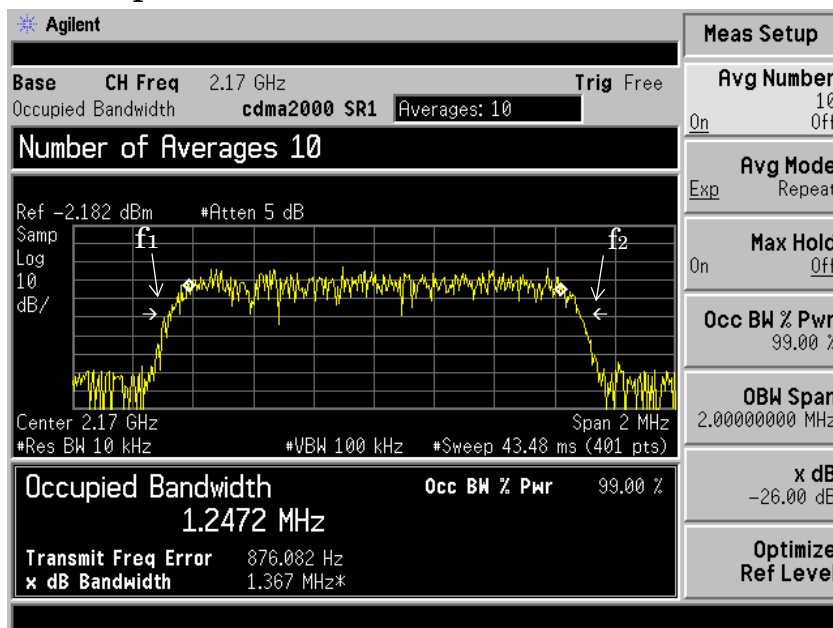 Agilent
Base CH Freq 2.17 GHz Trig Free
Occupied Bandwidth cdma2000 SR1 Averages: 10
Number of Averages 10
Ref -2.182 dBm #Atten 5 dB
Samp
Log
10
dB/
f1
f2
Center 2.17 GHz Span 2 MHz
#Res BW 10 kHz #VBW 100 kHz #Sweep 43.48 ms (401 pts)
Occupied Bandwidth Occ BW % Pwr 99.00 %
1.2472 MHz
Transmit Freq Error 876.082 Hz
x dB Bandwidth 1.367 MHz*
Meas Setup
Avg Number
10
On Off
Avg Mode
Exp Repeat
Max Hold
On Off
Occ BW % Pwr
99.00 %
OBW Span
2.00000000 MHz
x dB
-26.00 dB
Optimize
Ref Level